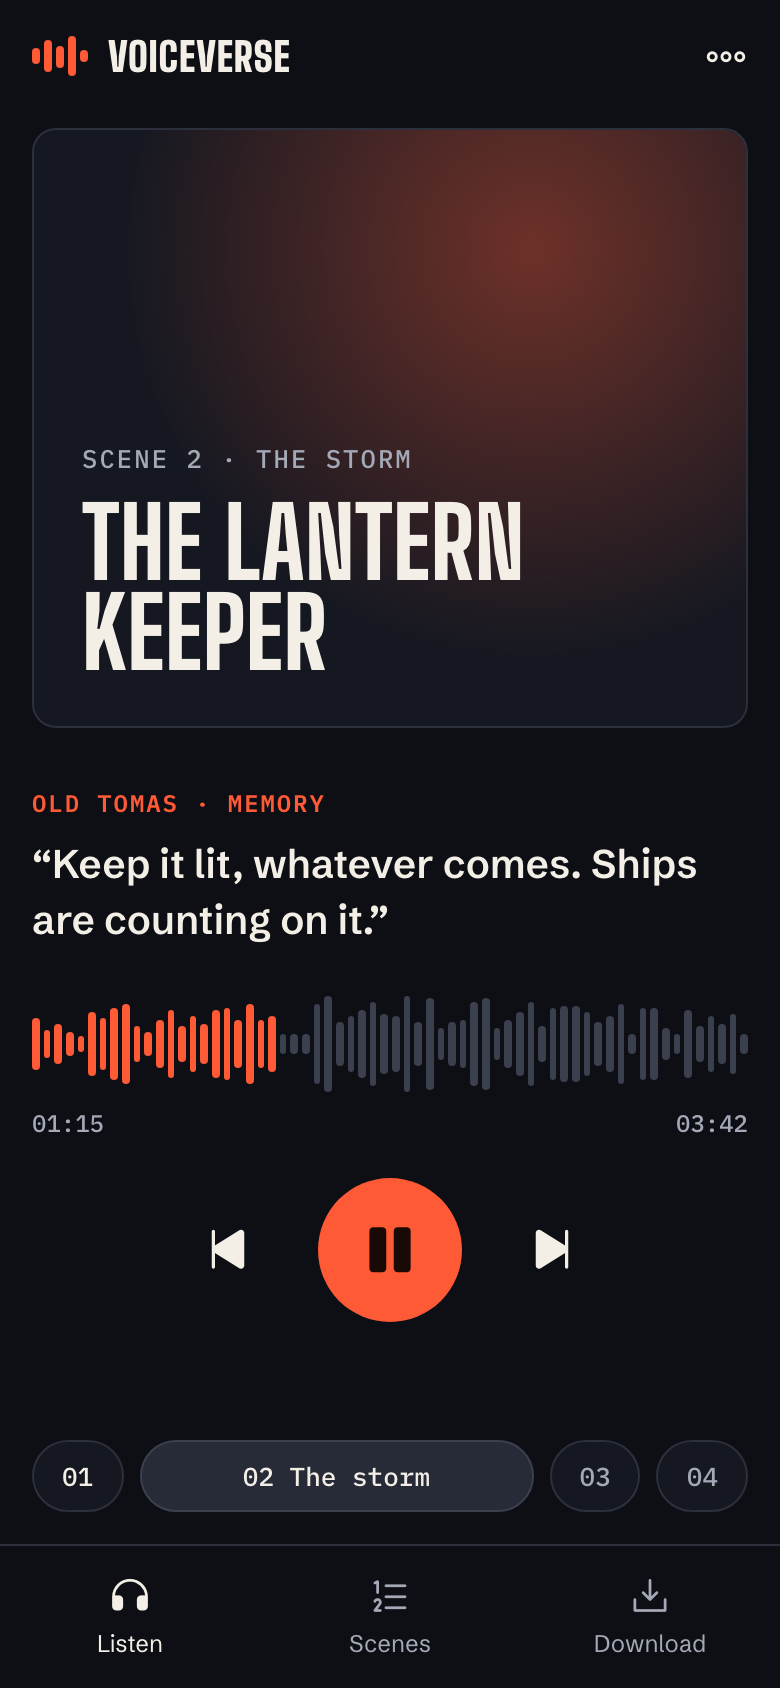 VOICEVERSE
SCENE 2 · THE STORM
THE LANTERN
KEEPER
OLD TOMAS · MEMORY
“Keep it lit, whatever comes. Ships
are counting on it.”
01:15 03:42
01 02 The storm 03 04
Listen Scenes Download